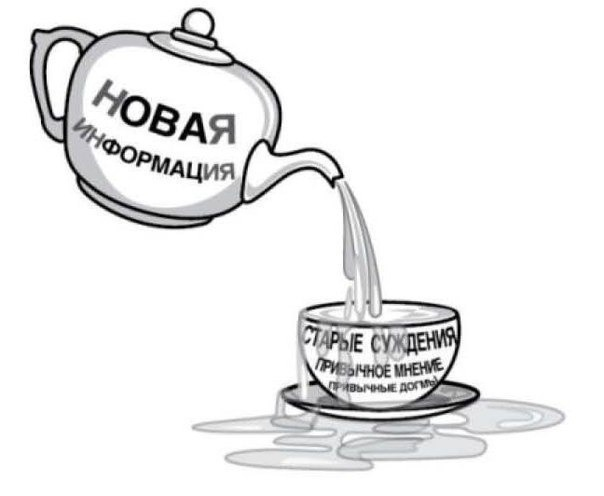 НОВАЯ
ИНФОРМАЦИЯ
СТАРЫЕ СУЖДЕНИЯ
ПРИВЫЧНОЕ МНЕНИЕ
ПРИВЫЧНЫЕ ДОГМЫ